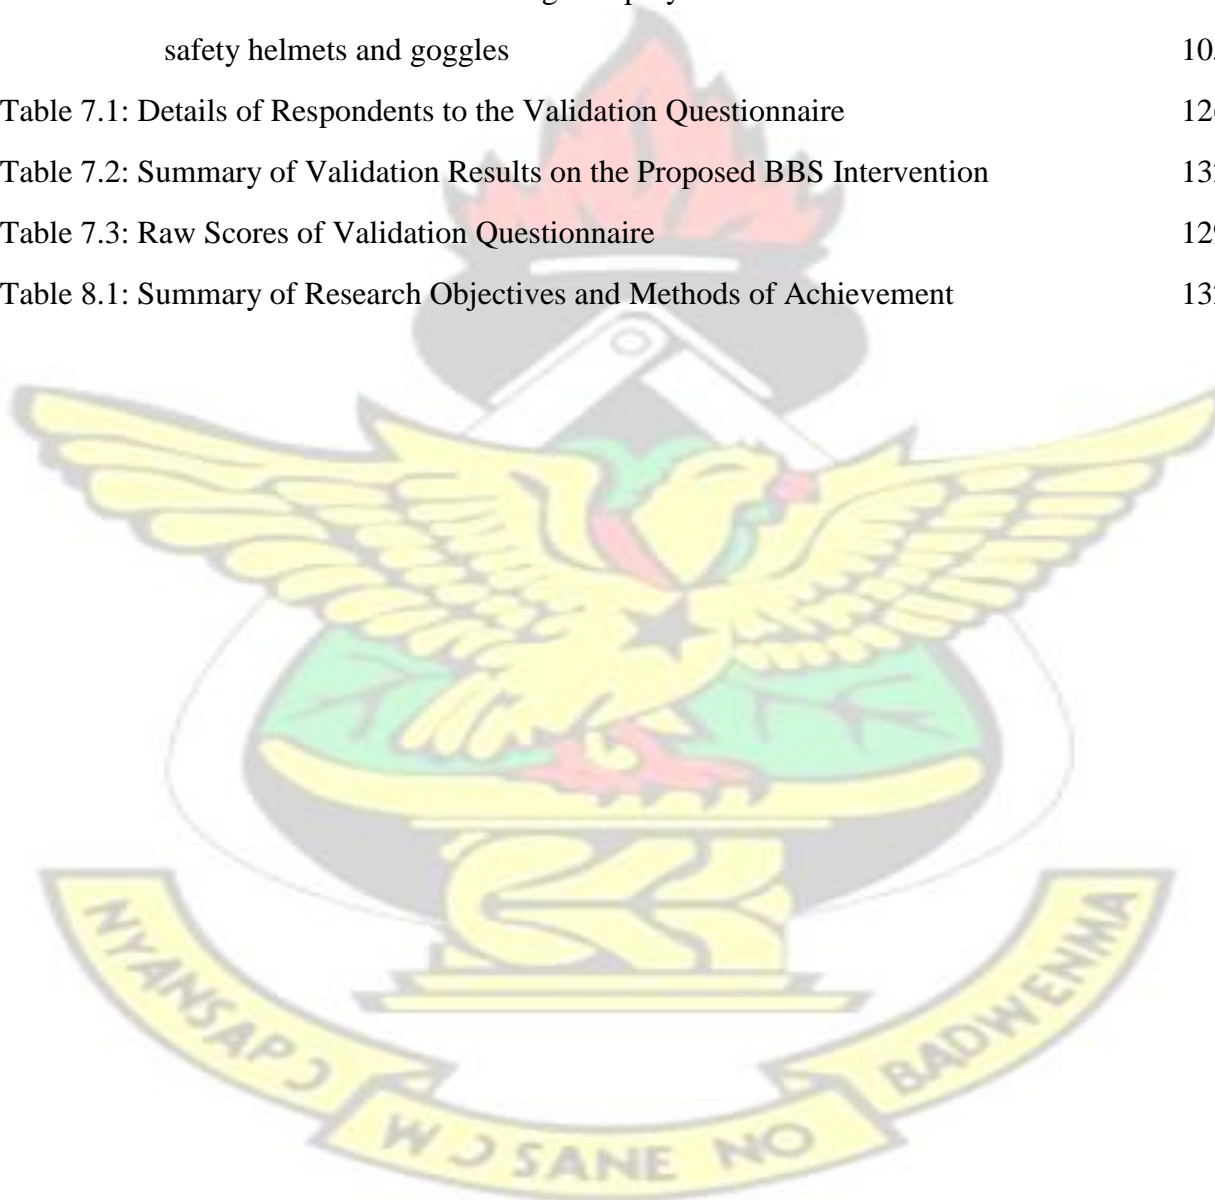 safety helmets and goggles
Table 7.1: Details of Respondents to the Validation Questionnaire
Table 7.2: Summary of Validation Results on the Proposed BBS Intervention
Table 7.3: Raw Scores of Validation Questionnaire
Table 8.1: Summary of Research Objectives and Methods of Achievement
NYANSAP Ɔ
W Ɔ SANE NO
BADWENMA